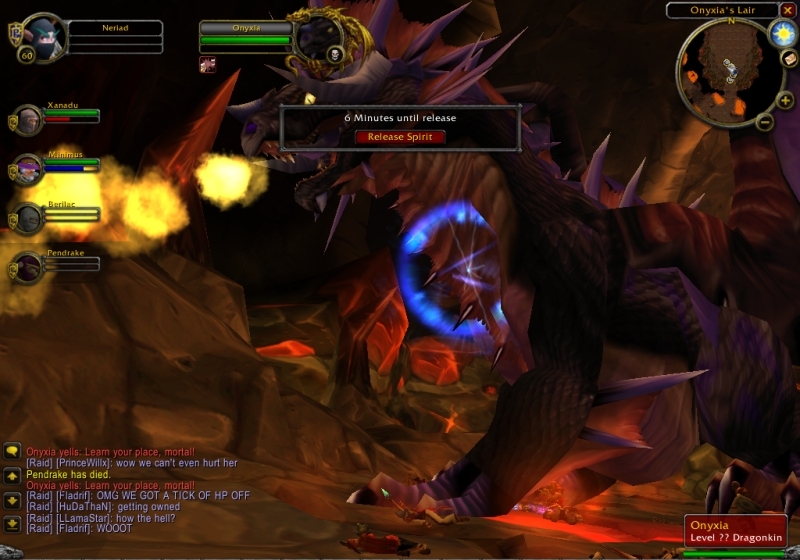 Neriad
60
Onyxia
Onyxia's Lair
N
Xanadu
Mimmus
Berilac
Pendrake
6 Minutes until release
Release Spirit
Onyxia yells: Learn your place, mortal!
[Raid] [PrinceWillx]: wow we can't even hurt her
Pendrake has died.
Onyxia yells: Learn your place, mortal!
[Raid] [Fladrif]: OMG WE GOT A TICK OF HP OFF
[Raid] [HuDaThaN]: getting owned
[Raid] [LLamaStar]: how the hell?
[Raid] [Fladrif]: WOOOT
Onyxia
Level ?? Dragonkin